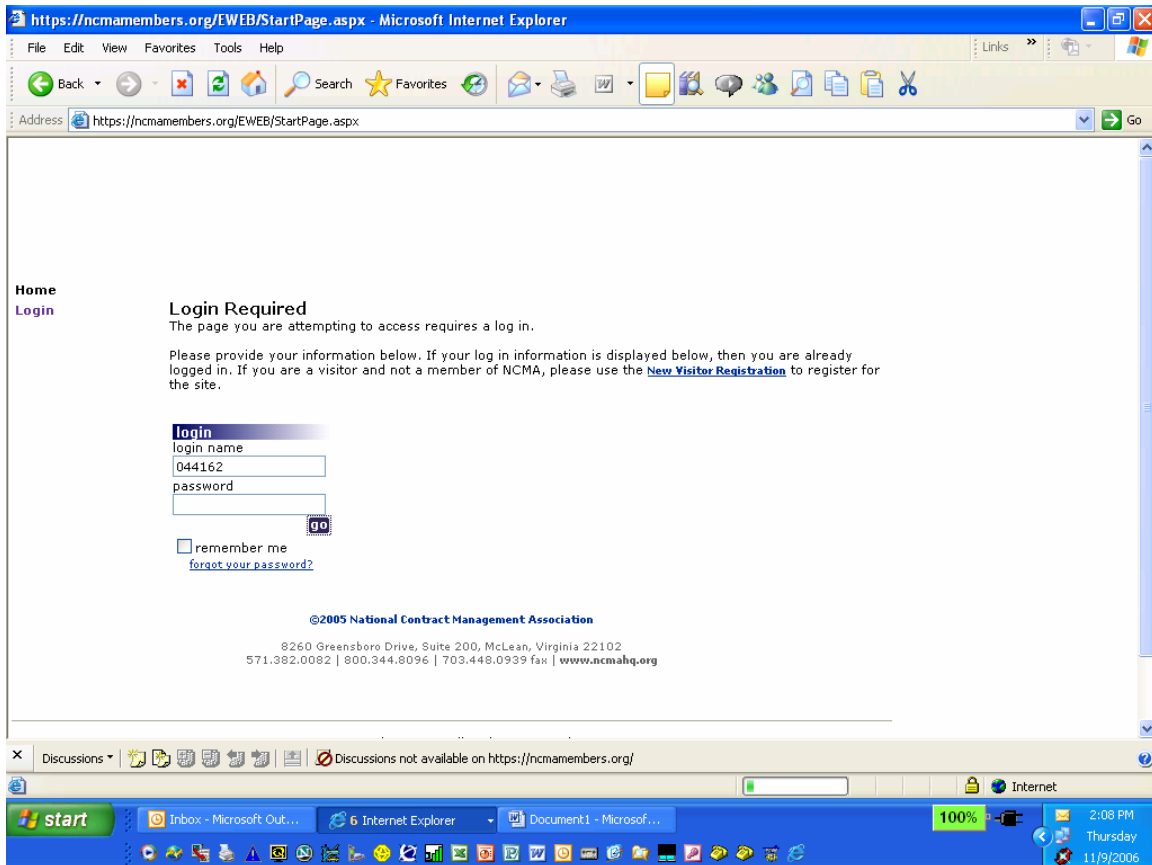 https://ncmamembers.org/EWEB/StartPage.aspx - Microsoft Internet Explorer
File Edit View Favorites Tools Help
Links »
Back
Search
Favorites
Address https://ncmamembers.org/EWEB/StartPage.aspx
Go
Home
Login
Login Required
The page you are attempting to access requires a log in.
Please provide your information below. If your log in information is displayed below, then you are already
logged in. If you are a visitor and not a member of NCMA, please use the New Visitor Registration to register for
the site.
login
login name
044162
password
go
remember me
forgot your password?
©2005 National Contract Management Association
8260 Greensboro Drive, Suite 200, McLean, Virginia 22102
571.382.0082 | 800.344.8096 | 703.448.0939 fax | www.ncmahq.org
Discussions
Discussions not available on https://ncmamembers.org/
Internet
start
Inbox - Microsoft Out...
6 Internet Explorer
Document1 - Microsof...
100%
2:08 PM
Thursday
11/9/2006